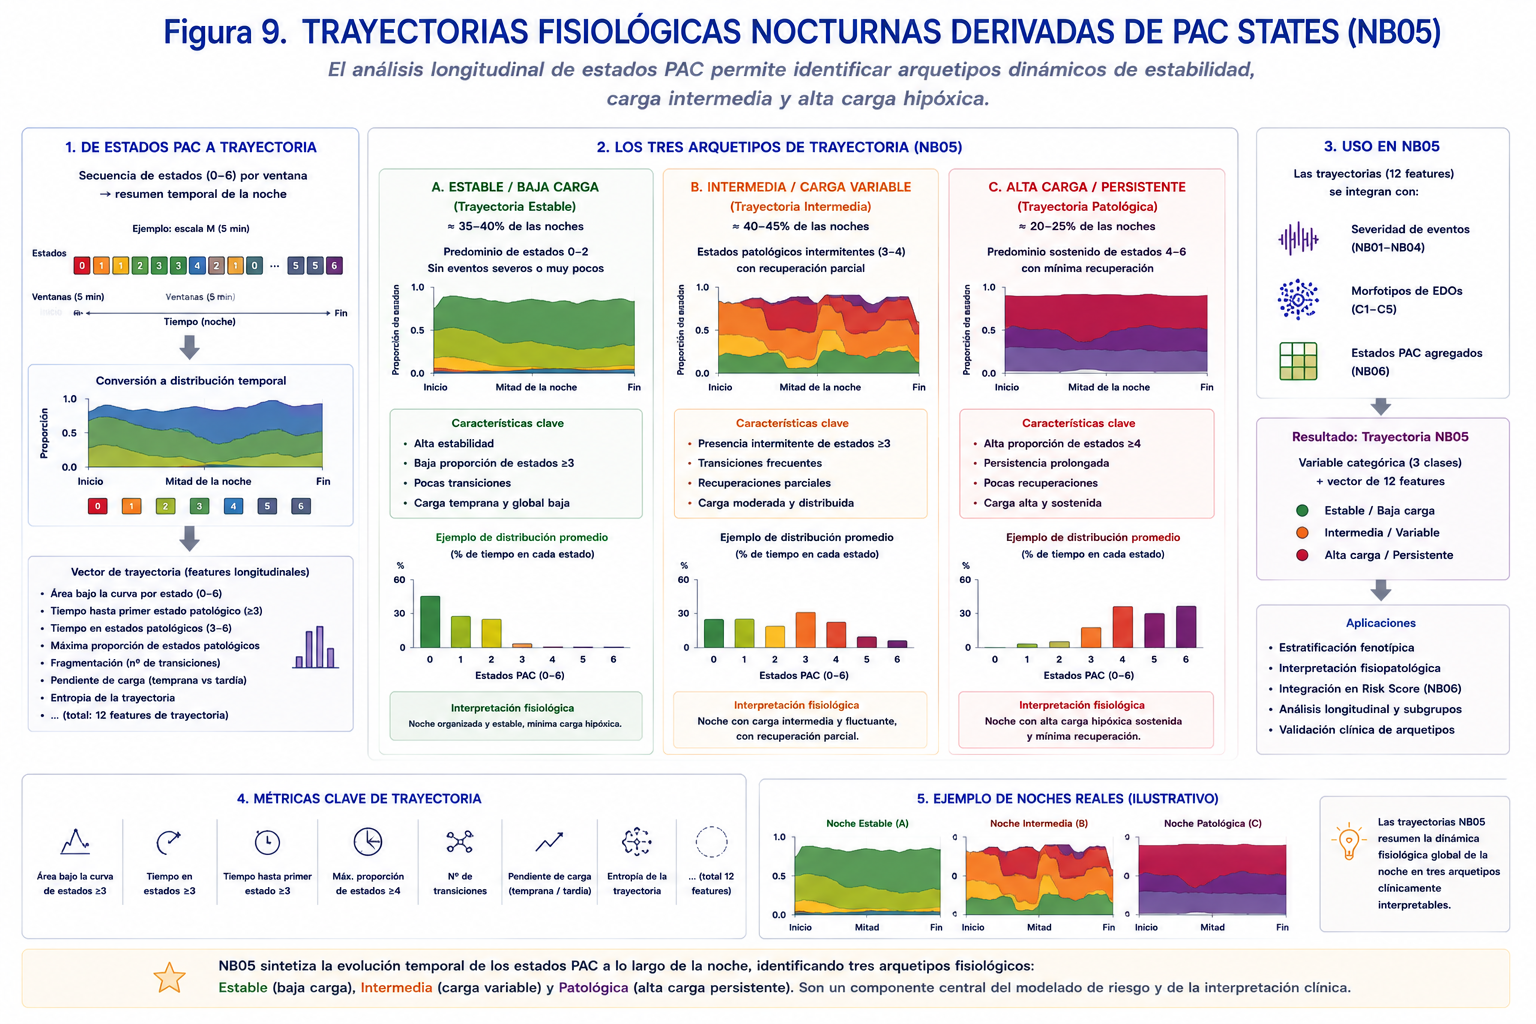 Figura 9. TRAYECTORIAS FISIOLÓGICAS NOCTURNAS DERIVADAS DE PAC STATES (NB05)
El análisis longitudinal de estados PAC permite identificar arquetipos dinámicos de estabilidad,
carga intermedia y alta carga hipóxica.
1. DE ESTADOS PAC A TRAYECTORIA
Secuencia de estados (0–6) por ventana
→ resumen temporal de la noche
Ejemplo: escala M (5 min)
Estados
0 1 1 2 3 3 4 2 1 0 ... 5 5 6
Ventanas (5 min)
Ventanas (5 min)
Fin
Tiempo (noche)
Conversión a distribución temporal
Proporción
1.0
0.5
0.0
Inicio
Mitad de la noche
Fin
0 1 2 3 4 5 6
Vector de trayectoria (features longitudinales)
• Área bajo la curva por estado (0–6)
• Tiempo hasta primer estado patológico (≥3)
• Tiempo en estados patológicos (3–6)
• Máxima proporción de estados patológicos
• Fragmentación (nº de transiciones)
• Pendiente de carga (temprana vs tardía)
• Entropia de la trayectoria
• ... (total: 12 features de trayectoria)
2. LOS TRES ARQUETIPOS DE TRAYECTORIA (NB05)
A. ESTABLE / BAJA CARGA
(Trayectoria Estable)
≈ 35–40% de las noches
Predominio de estados 0–2
Sin eventos severos o muy pocos
Proporción de
1.0
0.5
0.0
Inicio
Mitad de la noche
Fin
Características clave
• Alta estabilidad
• Baja proporción de estados ≥3
• Pocas transiciones
• Carga temprana y global baja
Ejemplo de distribución promedio
(% de tiempo en cada estado)
%
60
30
0
0 1 2 3 4 5 6
Estados PAC (0–6)
Interpretación fisiológica
Noche organizada y estable, mínima carga hipóxica.
B. INTERMEDIA / CARGA VARIABLE
(Trayectoria Intermedia)
≈ 40–45% de las noches
Estados patológicos intermitentes (3–4)
con recuperación parcial
Proporción de
1.0
0.5
0.0
Inicio
Mitad de la noche
Fin
Características clave
• Presencia intermitente de estados ≥3
• Transiciones frecuentes
• Recuperaciones parciales
• Carga moderada y distribuida
Ejemplo de distribución promedio
(% de tiempo en cada estado)
%
60
30
0
0 1 2 3 4 5 6
Estados PAC (0–6)
Interpretación fisiológica
Noche con carga intermedia y fluctuante,
con recuperación parcial.
C. ALTA CARGA / PERSISTENTE
(Trayectoria Patológica)
≈ 20–25% de las noches
Predominio sostenido de estados 4–6
con mínima recuperación
Proporción de
1.0
0.5
0.0
Inicio
Mitad de la noche
Fin
Características clave
• Alta proporción de estados ≥4
• Persistencia prolongada
• Pocas recuperaciones
• Carga alta y sostenida
Ejemplo de distribución promedio
(% de tiempo en cada estado)
%
60
30
0
0 1 2 3 4 5 6
Estados PAC (0–6)
Interpretación fisiológica
Noche con alta carga hipóxica sostenida
y mínima recuperación.
3. USO EN NB05
Las trayectorias (12 features)
se integran con:
Severidad de eventos
(NB01–NB04)
Morfotipos de EDOs
(C1–C5)
Estados PAC agregados
(NB06)
Resultado: Trayectoria NB05
Variable categórica (3 clases)
+ vector de 12 features
Estable / Baja carga
Intermedia / Variable
Alta carga / Persistente
Aplicaciones
• Estratificación fenotípica
• Interpretación fisiopatológica
• Integración en Risk Score (NB06)
• Análisis longitudinal y subgrupos
• Validación clínica de arquetipos
4. MÉTRICAS CLAVE DE TRAYECTORIA
Área bajo la curva
de estados ≥3
Tiempo en
estados ≥3
Tiempo hasta primer
estado ≥3
Máx. proporción
de estados ≥4
Nº de
transiciones
Pendiente de carga
(temprana / tardia)
Entropía de la
trayectoria
... (total 12
features)
5. EJEMPLO DE NOCHES REALES (ILUSTRATIVO)
Noche Estable (A)
1.0
0.5
0.0
Inicio
Mitad
Fin
Noche Intermedia (B)
0
0
0
Inicio
Mitad
Fin
Noche Patológica (C)
0
0
0
Inicio
Mitad
Fin
Las trayectorias NB05
resumen la dinámica
fisiológica global de la
noche en tres arquetipos
clínicamente
interpretables.
NB05 sintetiza la evolución temporal de los estados PAC a lo largo de la noche, identificando tres arquetipos fisiológicos:
Estable (baja carga), Intermedia (carga variable) y Patológica (alta carga persistente). Son un componente central del modelado de riesgo y de la interpretación clínica.